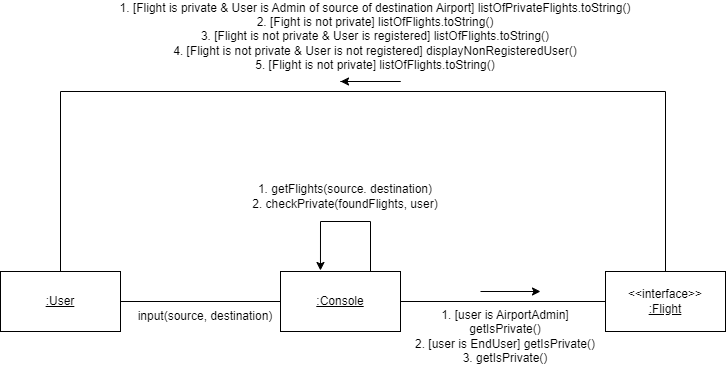 1. [Flight is private & User is Admin of source of destination Airport] listOfPrivateFlights.toString()
2. [Fight is not private] listOfFlights.toString()
3. [Flight is not private & User is registered] listOfFlights.toString()
4. [Flight is not private & User is not registered] displayNonRegisteredUser()
5. [Flight is not private] listOfFlights.toString()
1. getFlights(source. destination)
2. checkPrivate(foundFlights, user)
:User
input(source, destination)
:Console
1. [user is AirportAdmin]
getIsPrivate()
2. [user is EndUser] getIsPrivate()
3. getIsPrivate()
<<interface>>
:Flight